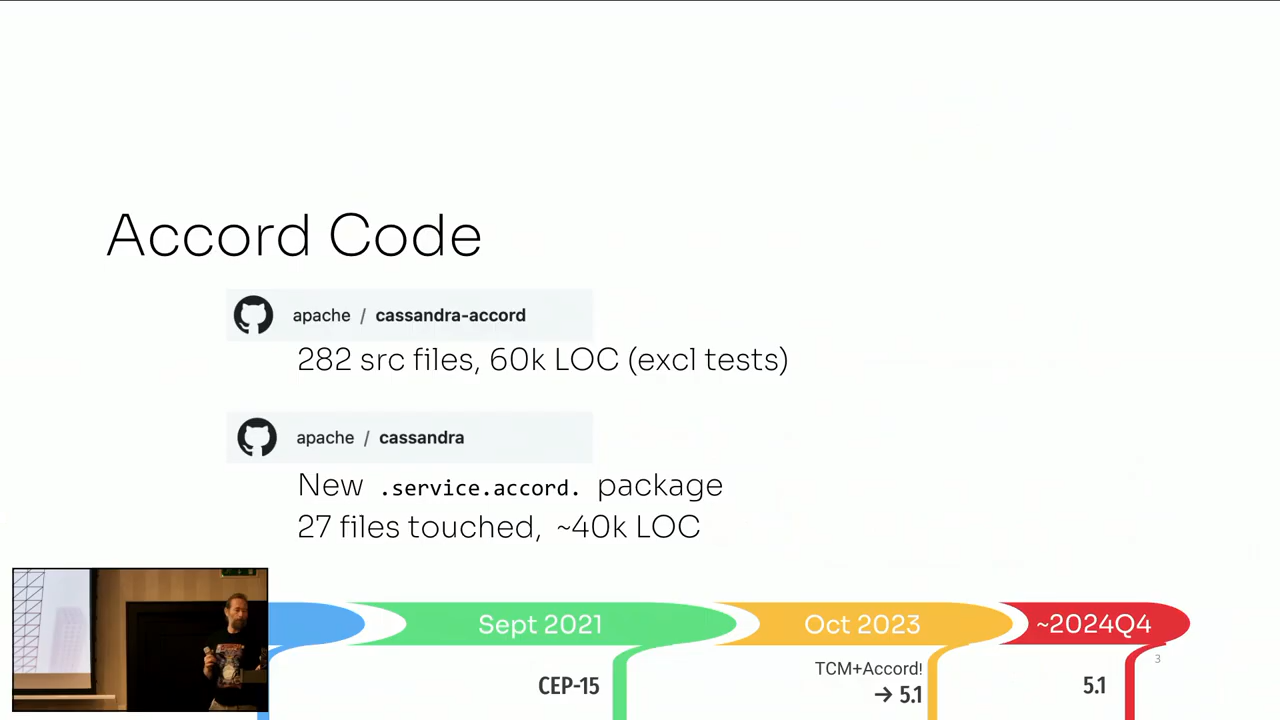 Accord Code
apache / cassandra-accord
282 src files, 60k LOC (excl tests)
apache / cassandra
New .service.accord. package
27 files touched, ~40k LOC
Sept 2021
Oct 2023
~2024Q4
CEP-15
TCM+Accord!
→ 5.1
5.1
3